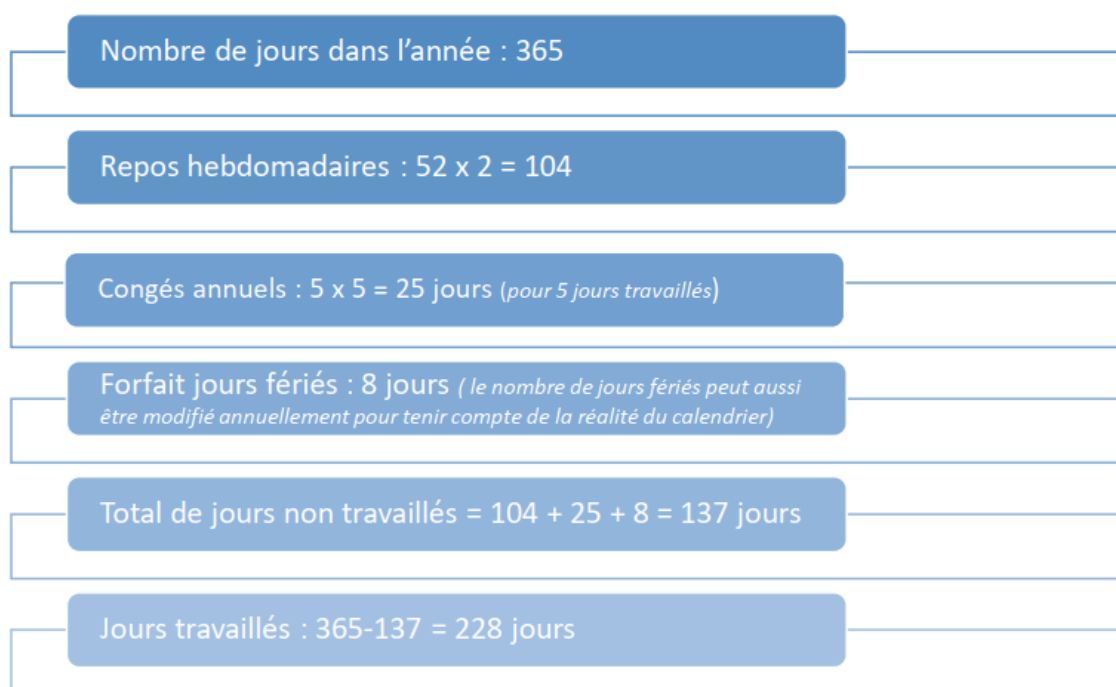 Nombre de jours dans l’année : 365
Repos hebdomadaires : 52 x 2 = 104
Congés annuels : 5 x 5 = 25 jours (pour 5 jours travaillés)
Forfait jours fériés : 8 jours ( le nombre de jours fériés peut aussi
être modifié annuellement pour tenir compte de la réalité du calendrier)
Total de jours non travaillés = 104 + 25 + 8 = 137 jours
Jours travaillés : 365-137 = 228 jours